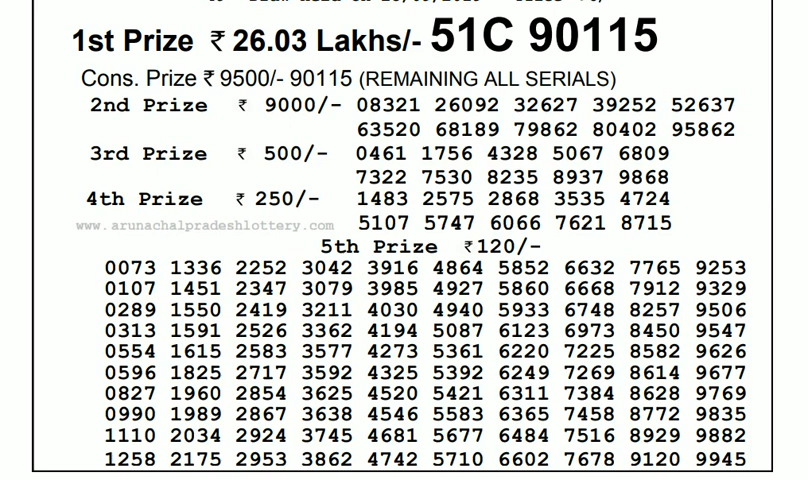 1st Prize ₹ 26.03 Lakhs/- 51C 90115
Cons. Prize ₹ 9500/- 90115 (REMAINING ALL SERIALS)
2nd Prize ₹ 9000/- 08321 26092 32627 39252 52637
63520 68189 79862 80402 95862
3rd Prize ₹ 500/- 0461 1756 4328 5067 6809
7322 7530 8235 8937 9868
4th Prize ₹ 250/- 1483 2575 2868 3535 4724
www.arunachalpradeshlottery.com 5107 5747 6066 7621 8715
5th Prize ₹120/-
0073 1336 2252 3042 3916 4864 5852 6632 7765 9253
0107 1451 2347 3079 3985 4927 5860 6668 7912 9329
0289 1550 2419 3211 4030 4940 5933 6748 8257 9506
0313 1591 2526 3362 4194 5087 6123 6973 8450 9547
0554 1615 2583 3577 4273 5361 6220 7225 8582 9626
0596 1825 2717 3592 4325 5392 6249 7269 8614 9677
0827 1960 2854 3625 4520 5421 6311 7384 8628 9769
0990 1989 2867 3638 4546 5583 6365 7458 8772 9835
1110 2034 2924 3745 4681 5677 6484 7516 8929 9882
1258 2175 2953 3862 4742 5710 6602 7678 9120 9945